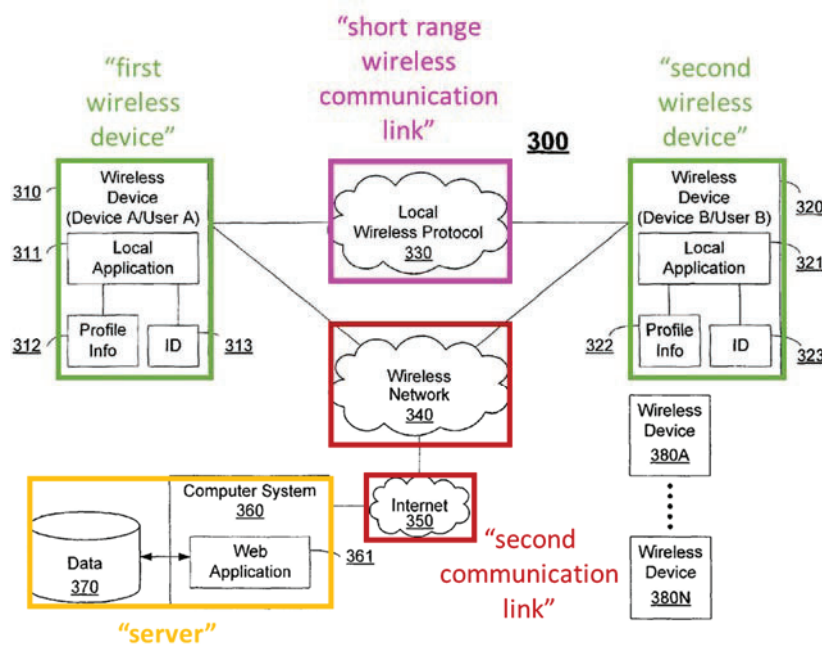 “short range
wireless
communication
link”
“first
wireless
device”
“second
wireless
device”
300
310
Wireless
Device
(Device A/User A)
311
Local
Application
312
Profile
Info
ID
313
Local
Wireless Protocol
330
Wireless
Device
(Device B/User B)
320
Local
Application
321
322
Profile
Info
ID
323
Wireless
Network
340
Wireless
Device
380A
Computer System
360
Internet
350
Data
370
Web
Application
361
“second
communication
link”
Wireless
Device
380N
“server”